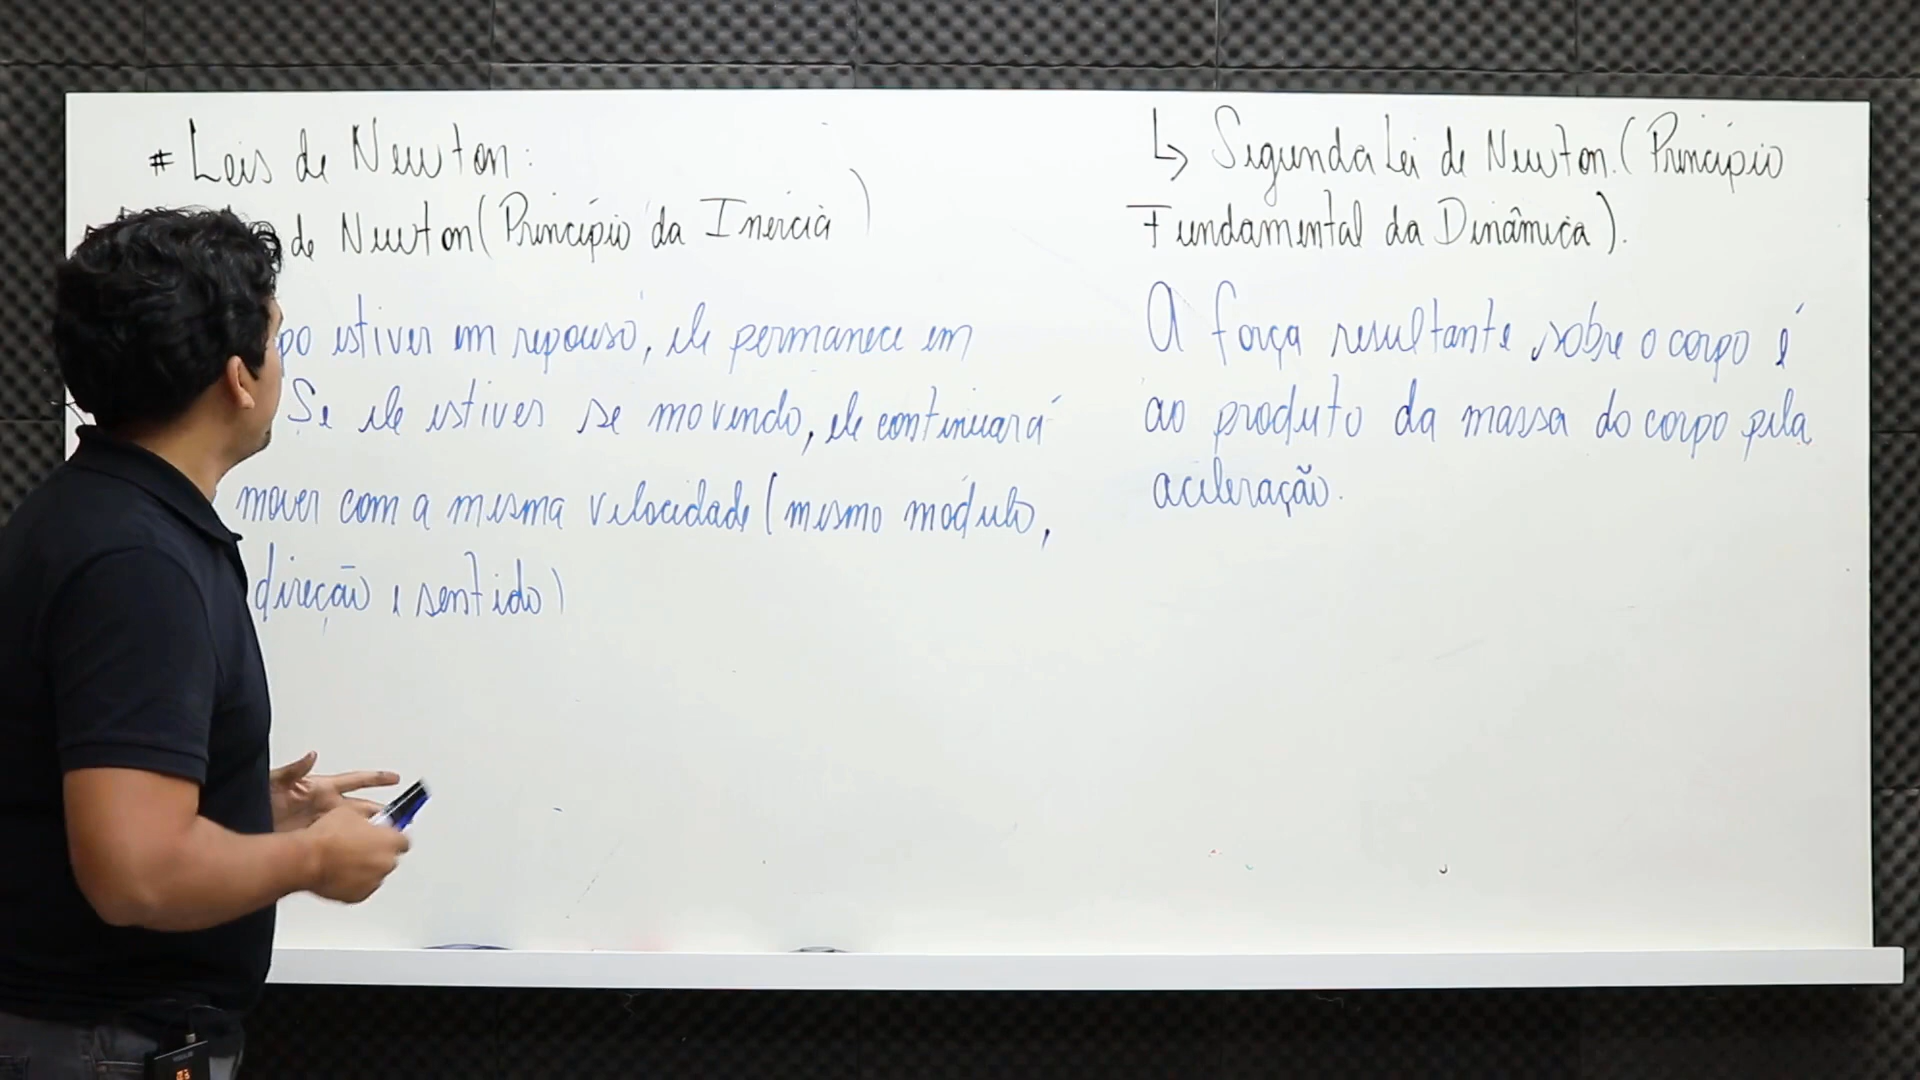 # Leis de Newton:
de Newton (Princípio da Inércia)
po estiver em repouso, ele permanece em
Se ele estiver se movendo, ele continuará
mover com a mesma velocidade (mesmo módulo,
direção e sentido)
↳ Segunda Lei de Newton. (Princípio
Fundamental da Dinâmica).
A força resultante sobre o corpo é
ao produto da massa do corpo pela
aceleração.